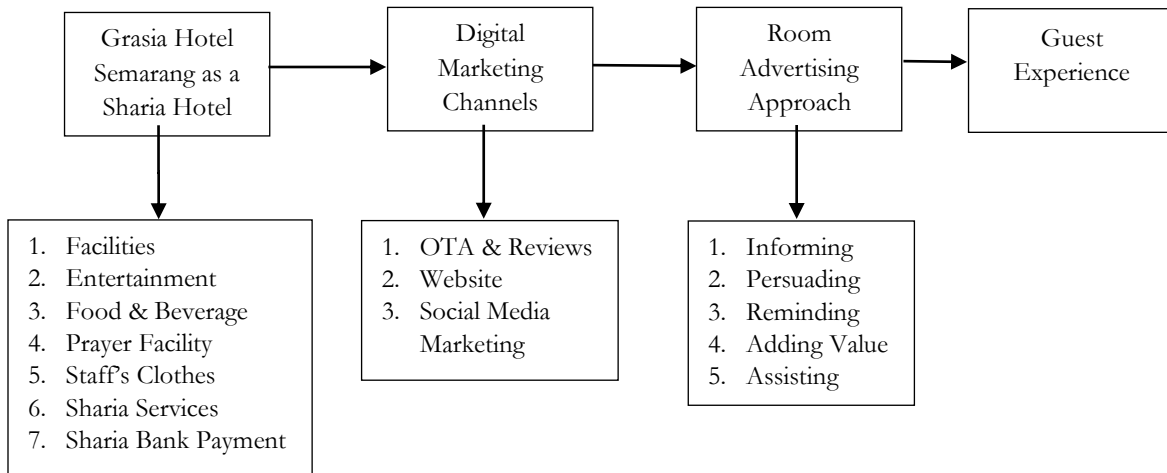 Grasia Hotel
Semarang as a
Sharia Hotel
Digital
Marketing
Channels
Room
Advertising
Approach
Guest
Experience
1. Facilities
2. Entertainment
3. Food & Beverage
4. Prayer Facility
5. Staff's Clothes
6. Sharia Services
7. Sharia Bank Payment
1. OTA & Reviews
2. Website
3. Social Media
Marketing
1. Informing
2. Persuading
3. Reminding
4. Adding Value
5. Assisting